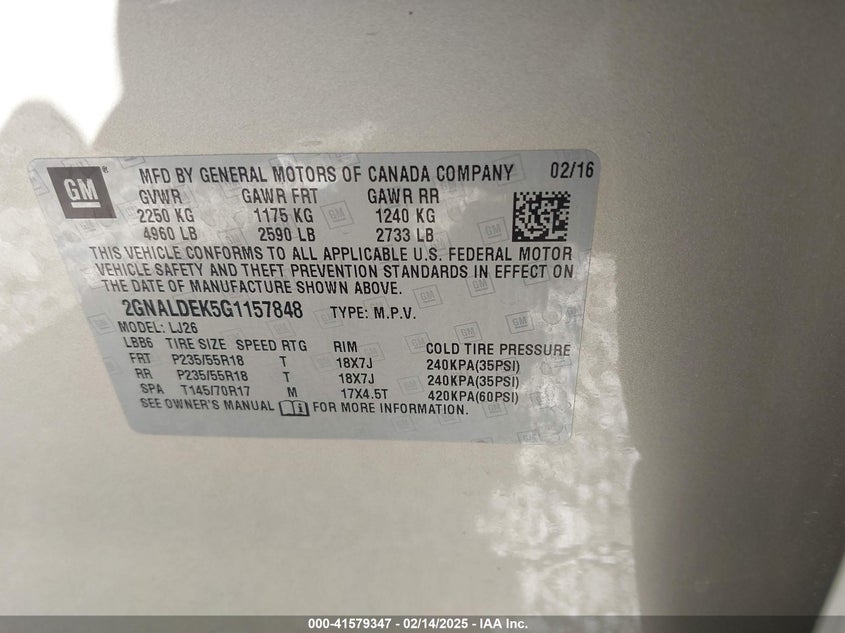 GM ®
MFD BY GENERAL MOTORS OF CANADA COMPANY 02/16
GVWR GAWR FRT GAWR RR
2250 KG 1175 KG 1240 KG
4960 LB 2590 LB 2733 LB
THIS VEHICLE CONFORMS TO ALL APPLICABLE U.S. FEDERAL MOTOR
VEHICLE SAFETY AND THEFT PREVENTION STANDARDS IN EFFECT ON
THE DATE OF MANUFACTURE SHOWN ABOVE.
2GNALDEK5G1157848 TYPE: M.P.V.
MODEL: LJ26
LBB6 TIRE SIZE SPEED RTG RIM COLD TIRE PRESSURE
FRT P235/55R18 T 18X7J 240KPA(35PSI)
RR P235/55R18 T 18X7J 240KPA(35PSI)
SPA T145/70R17 M 17X4.5T 420KPA(60PSI)
SEE OWNER'S MANUAL FOR MORE INFORMATION.
000-41579347 - 02/14/2025 - IAA Inc.